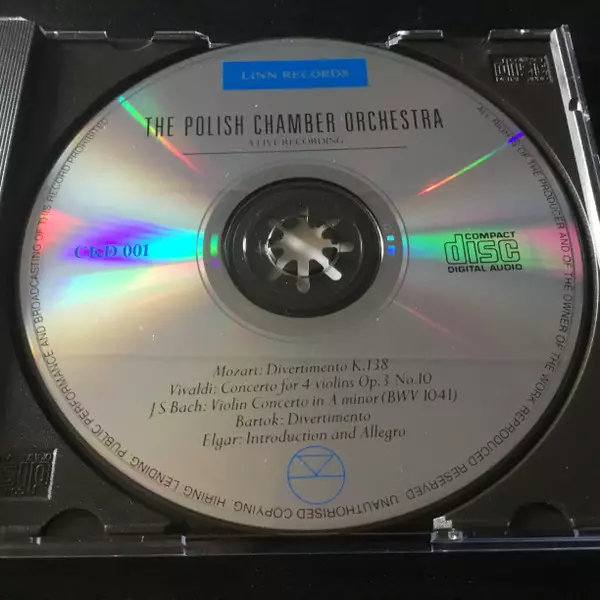 LINN RECORDS
THE POLISH CHAMBER ORCHESTRA
A LIVE RECORDING
CKD 001
COMPACT
disc
DIGITAL AUDIO
Mozart: Divertimento K.138
Vivaldi: Concerto for 4 violins Op.3 No.10
J S Bach: Violin Concerto in A minor (BWV 1041)
Bartok: Divertimento
Elgar: Introduction and Allegro
ALL RIGHTS OF THE PRODUCER AND OF THE OWNER OF THE WORK REPRODUCED RESERVED. UNAUTHORISED COPYING, HIRING, LENDING, PUBLIC PERFORMANCE AND BROADCASTING OF THIS RECORD PROHIBITED